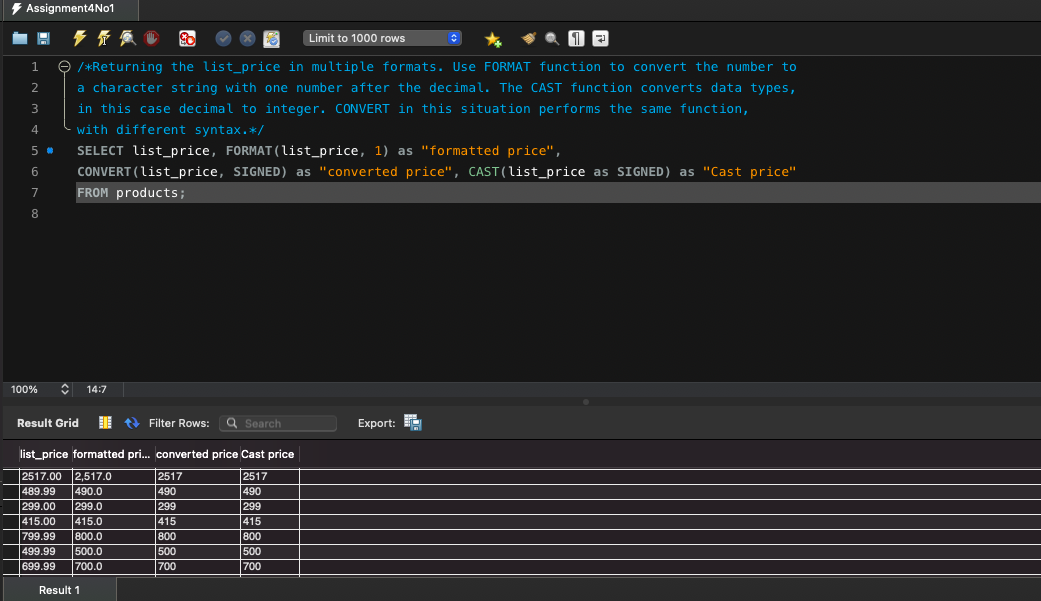 Assignment4No1
Limit to 1000 rows
1 /*Returning the list_price in multiple formats. Use FORMAT function to convert the number to
2 a character string with one number after the decimal. The CAST function converts data types,
3 in this case decimal to integer. CONVERT in this situation performs the same function,
4 with different syntax.*/
5 SELECT list_price, FORMAT(list_price, 1) as "formatted price",
6 CONVERT(list_price, SIGNED) as "converted price", CAST(list_price as SIGNED) as "Cast price"
7 FROM products;
8
100% 14:7
Result Grid Filter Rows: Search Export:
list_price formatted pri... converted price Cast price
2517.00 2,517.0 2517 2517
489.99 490.0 490 490
299.00 299.0 299 299
415.00 415.0 415 415
799.99 800.0 800 800
499.99 500.0 500 500
699.99 700.0 700 700
Result 1